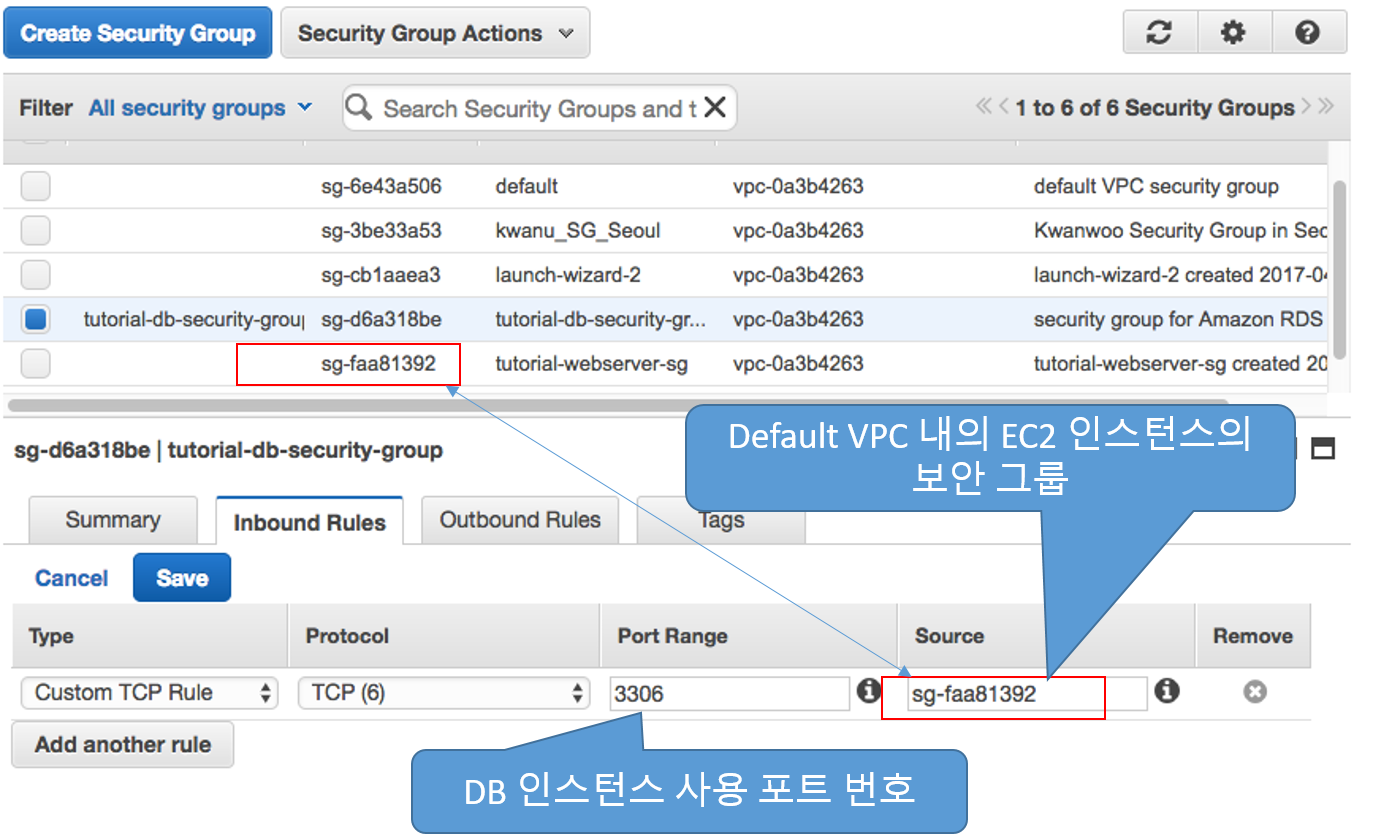 Create Security Group Security Group Actions
Filter All security groups Search Security Groups and t 1 to 6 of 6 Security Groups
sg-6e43a506 default vpc-0a3b4263 default VPC security group
sg-3be33a53 kwanu_SG_Seoul vpc-0a3b4263 Kwanwoo Security Group in Seo
sg-cb1aaea3 launch-wizard-2 vpc-0a3b4263 launch-wizard-2 created 2017-04
tutorial-db-security-group sg-d6a318be tutorial-db-security-gr... vpc-0a3b4263 security group for Amazon RDS
sg-faa81392 tutorial-webserver-sg vpc-0a3b4263 tutorial-webserver-sg created 20
Default VPC 내의 EC2 인스턴스의
보안 그룹
sg-d6a318be | tutorial-db-security-group
Summary Inbound Rules Outbound Rules Tags
Cancel Save
Type Protocol Port Range Source Remove
Custom TCP Rule TCP (6) 3306 sg-faa81392
Add another rule
DB 인스턴스 사용 포트 번호